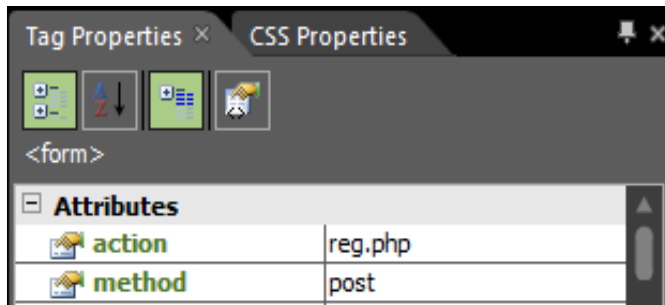 Tag Properties × CSS Properties
<form>
Attributes
action reg.php
method post